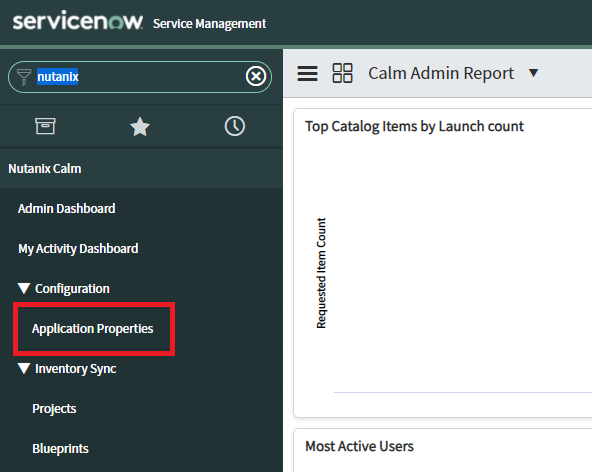 servicenow Service Management
nutanix
Calm Admin Report
Top Catalog Items by Launch count
Nutanix Calm
Admin Dashboard
My Activity Dashboard
Configuration
Requested Item Count
Application Properties
Inventory Sync
Projects
Blueprints
Most Active Users